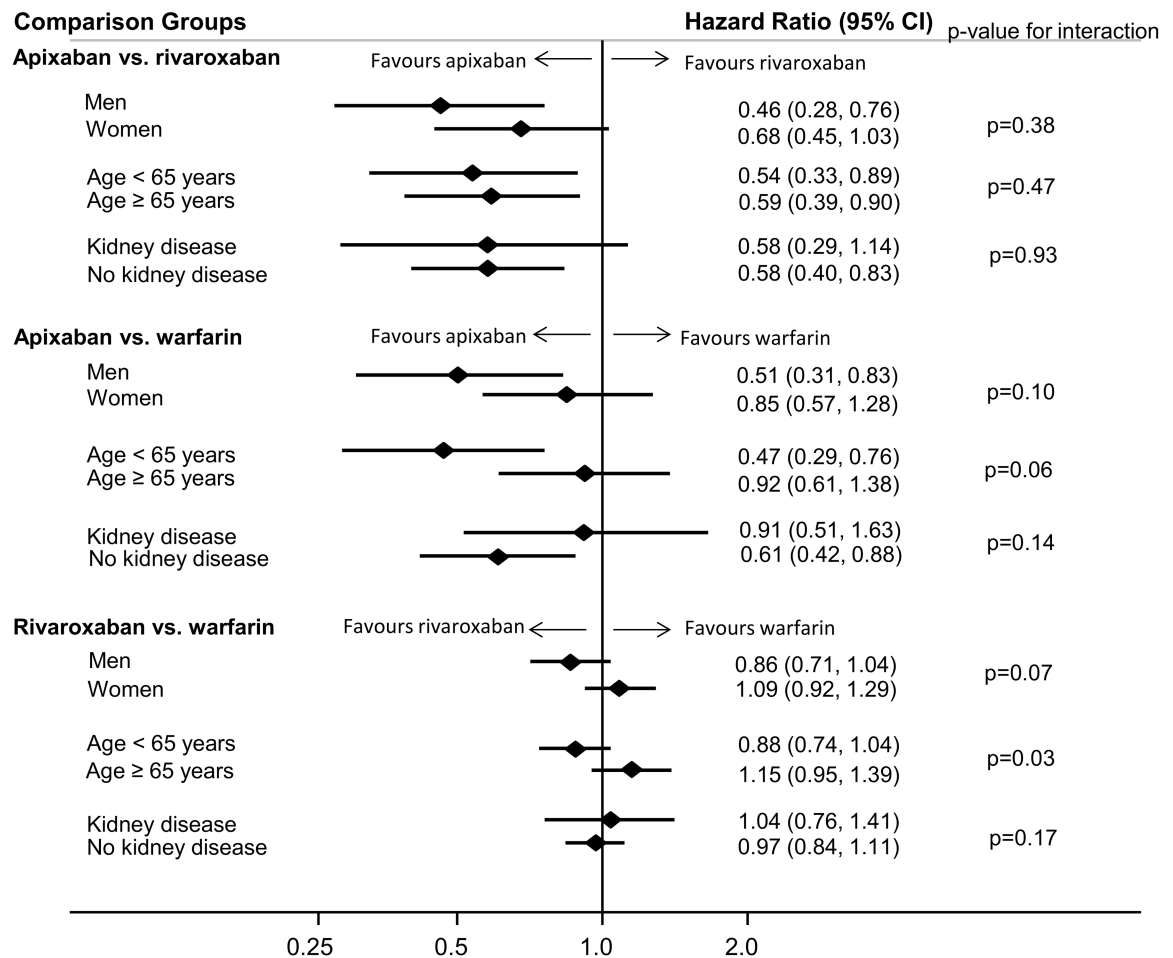 Comparison Groups Hazard Ratio (95% CI) p-value for interaction
Apixaban vs. rivaroxaban Favours apixaban Favours rivaroxaban
Men 0.46 (0.28, 0.76)
Women 0.68 (0.45, 1.03) p=0.38
Age < 65 years 0.54 (0.33, 0.89)
Age ≥ 65 years 0.59 (0.39, 0.90) p=0.47
Kidney disease 0.58 (0.29, 1.14)
No kidney disease 0.58 (0.40, 0.83) p=0.93
Apixaban vs. warfarin Favours apixaban Favours warfarin
Men 0.51 (0.31, 0.83)
Women 0.85 (0.57, 1.28) p=0.10
Age < 65 years 0.47 (0.29, 0.76)
Age ≥ 65 years 0.92 (0.61, 1.38) p=0.06
Kidney disease 0.91 (0.51, 1.63)
No kidney disease 0.61 (0.42, 0.88) p=0.14
Rivaroxaban vs. warfarin Favours rivaroxaban Favours warfarin
Men 0.86 (0.71, 1.04)
Women 1.09 (0.92, 1.29) p=0.07
Age < 65 years 0.88 (0.74, 1.04)
Age ≥ 65 years 1.15 (0.95, 1.39) p=0.03
Kidney disease 1.04 (0.76, 1.41)
No kidney disease 0.97 (0.84, 1.11) p=0.17
0.25 0.5 1.0 2.0